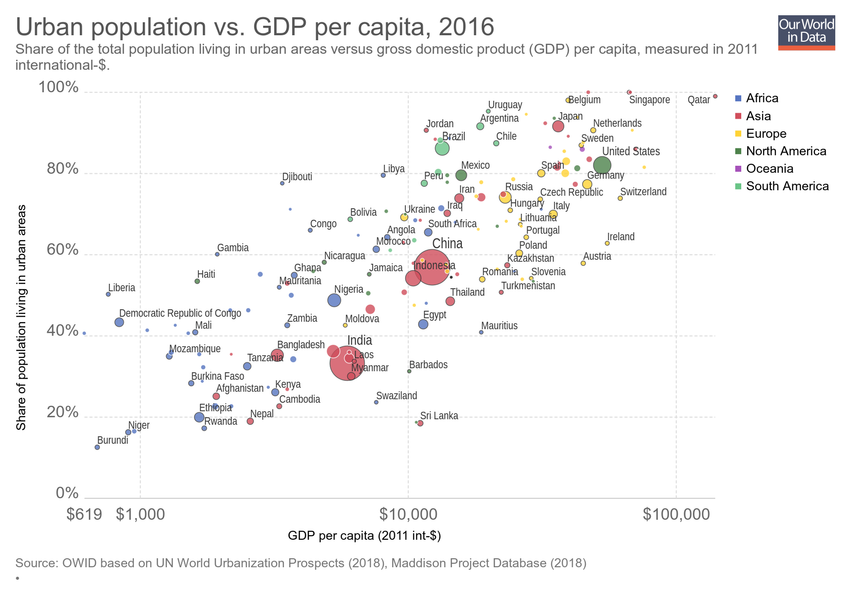 Urban population vs. GDP per capita, 2016
Our World
in Data
Share of the total population living in urban areas versus gross domestic product (GDP) per capita, measured in 2011
international-$.
100%
80%
60%
40%
20%
0%
Share of population living in urban areas
Belgium
Singapore
Qatar
Uruguay
Argentina
Japan
Netherlands
Jordan
Brazil
Chile
Sweden
United States
Libya
Mexico
Spain
Djibouti
Peru
Germany
Iran
Russia
Czech Republic
Switzerland
Bolivia
Ukraine
Iraq
Hungary
Italy
Congo
Angola
South Africa
Lithuania
Portugal
Gambia
Morocco
China
Poland
Ireland
Nicaragua
Kazakhstan
Austria
Haiti
Ghana
Jamaica
Indonesia
Romania
Slovenia
Liberia
Mauritania
Turkmenistan
Nigeria
Thailand
Democratic Republic of Congo
Zambia
Moldova
Egypt
Mali
Mauritius
Mozambique
Bangladesh
India
Tanzania
Laos
Myanmar
Barbados
Burkina Faso
Afghanistan
Kenya
Swaziland
Cambodia
Ethiopia
Nepal
Sri Lanka
Niger
Rwanda
Burundi
$619
$1,000
$10,000
$100,000
GDP per capita (2011 int-$)
Africa
Asia
Europe
North America
Oceania
South America
Source: OWID based on UN World Urbanization Prospects (2018), Maddison Project Database (2018)
•